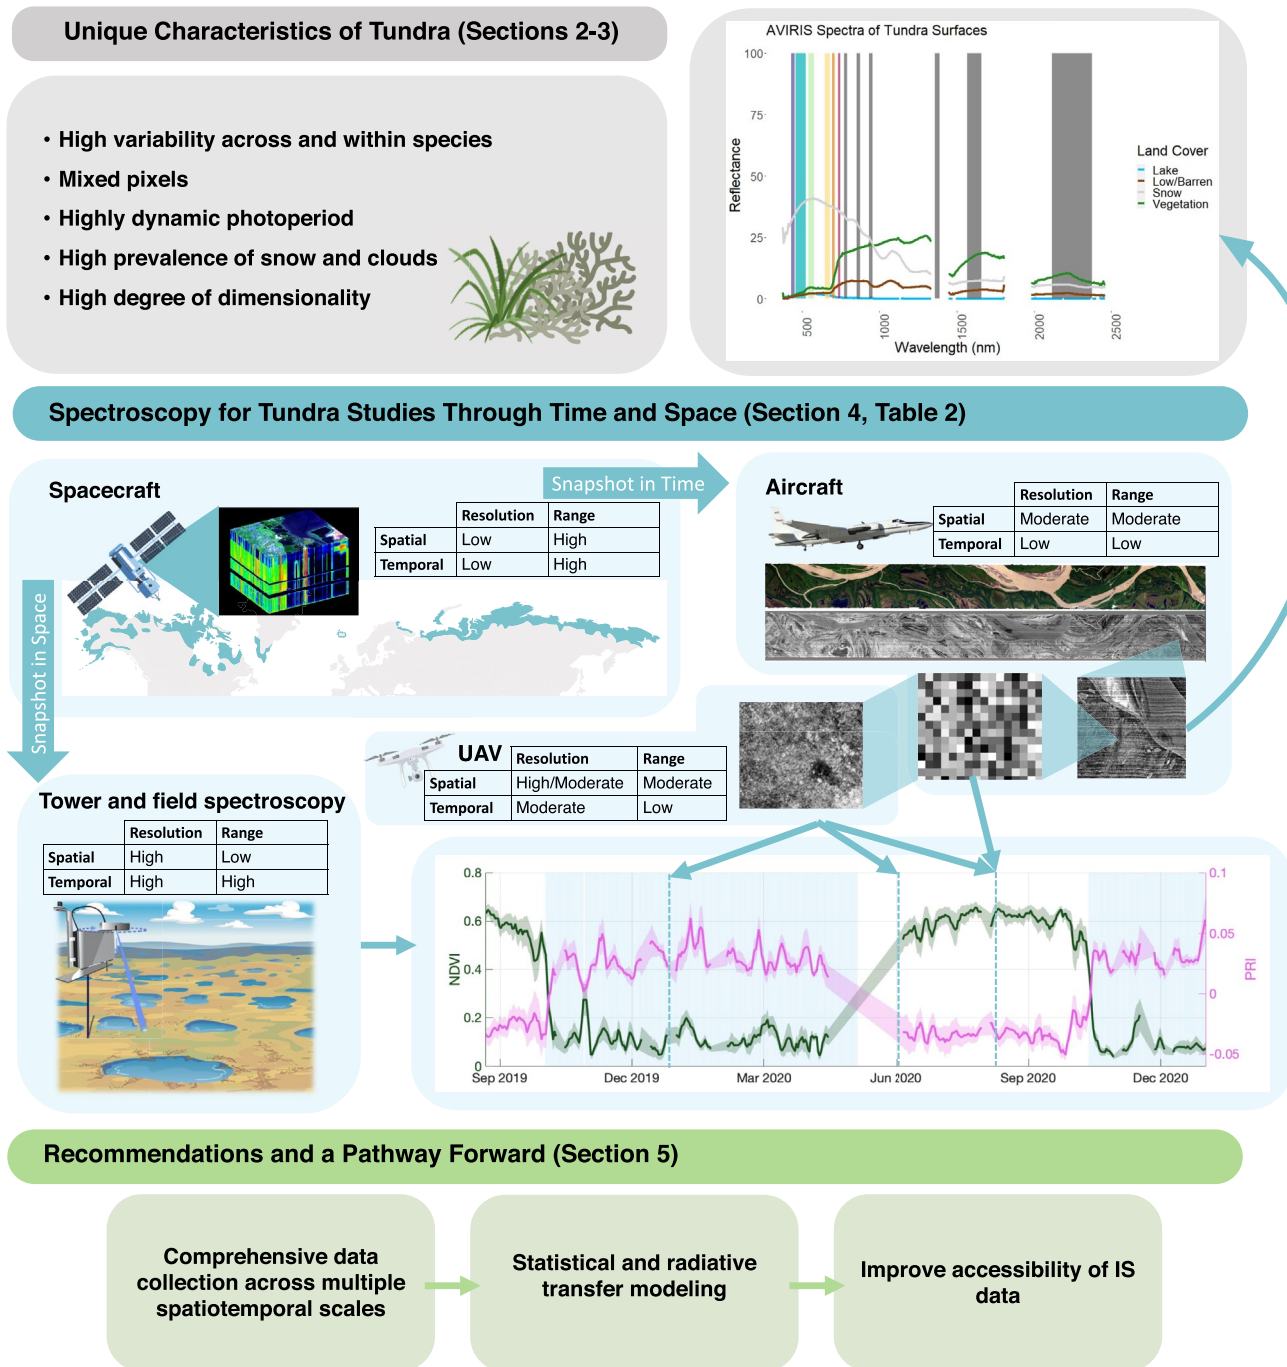 Unique Characteristics of Tundra (Sections 2-3)
• High variability across and within species
• Mixed pixels
• Highly dynamic photoperiod
• High prevalence of snow and clouds
• High degree of dimensionality
AVIRIS Spectra of Tundra Surfaces
100
75
50
25
0
Reflectance
500
1000
1500
2000
2500
Wavelength (nm)
Land Cover
Lake
Low/Barren
Snow
Vegetation
Spectroscopy for Tundra Studies Through Time and Space (Section 4, Table 2)
Spacecraft
Resolution Range
Spatial Low High
Temporal Low High
Snapshot in Time
Snapshot in Space
Aircraft
Resolution Range
Spatial Moderate Moderate
Temporal Low Low
UAV
Resolution Range
Spatial High/Moderate Moderate
Temporal Moderate Low
Tower and field spectroscopy
Resolution Range
Spatial High Low
Temporal High High
0.8
0.6
0.4
0.2
0
NDVI
0.1
0.05
0
-0.05
PRI
Sep 2019 Dec 2019 Mar 2020 Jun 2020 Sep 2020 Dec 2020
Recommendations and a Pathway Forward (Section 5)
Comprehensive data
collection across multiple
spatiotemporal scales
Statistical and radiative
transfer modeling
Improve accessibility of IS
data